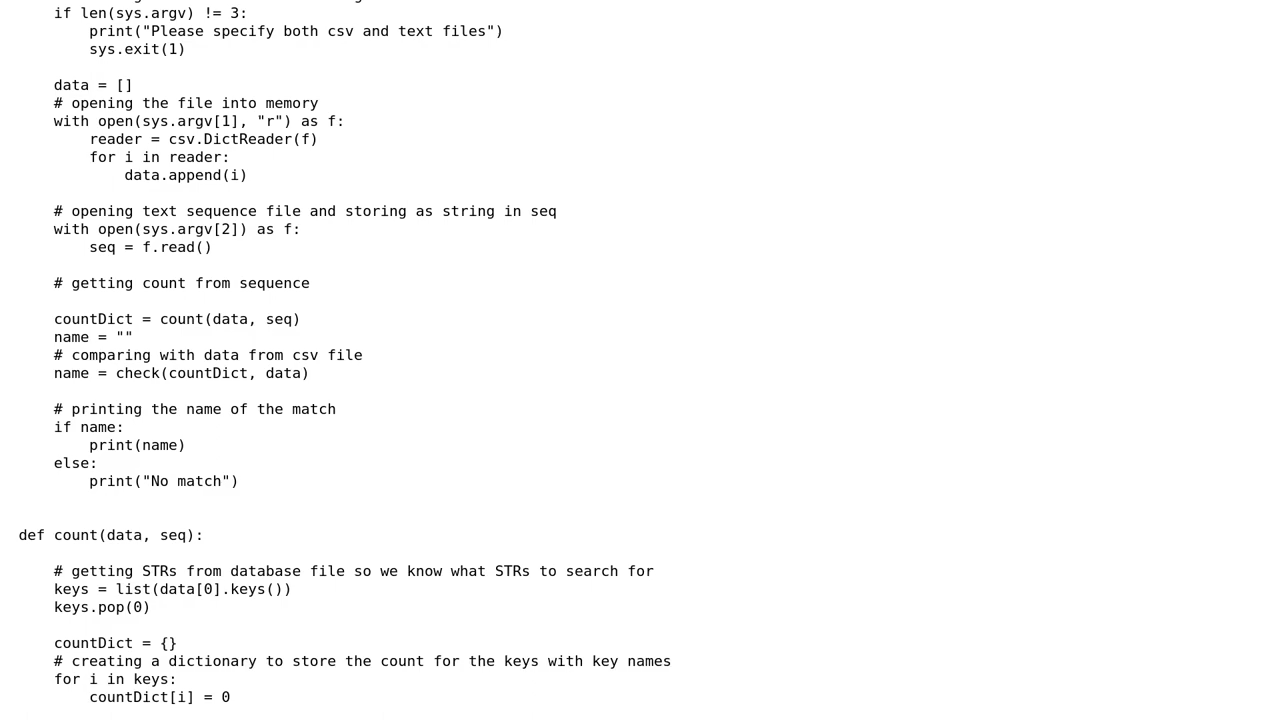 if len(sys.argv) != 3:
print("Please specify both csv and text files")
sys.exit(1)
data = []
# opening the file into memory
with open(sys.argv[1], "r") as f:
reader = csv.DictReader(f)
for i in reader:
data.append(i)
# opening text sequence file and storing as string in seq
with open(sys.argv[2]) as f:
seq = f.read()
# getting count from sequence
countDict = count(data, seq)
name = ""
# comparing with data from csv file
name = check(countDict, data)
# printing the name of the match
if name:
print(name)
else:
print("No match")
def count(data, seq):
# getting STRs from database file so we know what STRs to search for
keys = list(data[0].keys())
keys.pop(0)
countDict = {}
# creating a dictionary to store the count for the keys with key names
for i in keys:
countDict[i] = 0